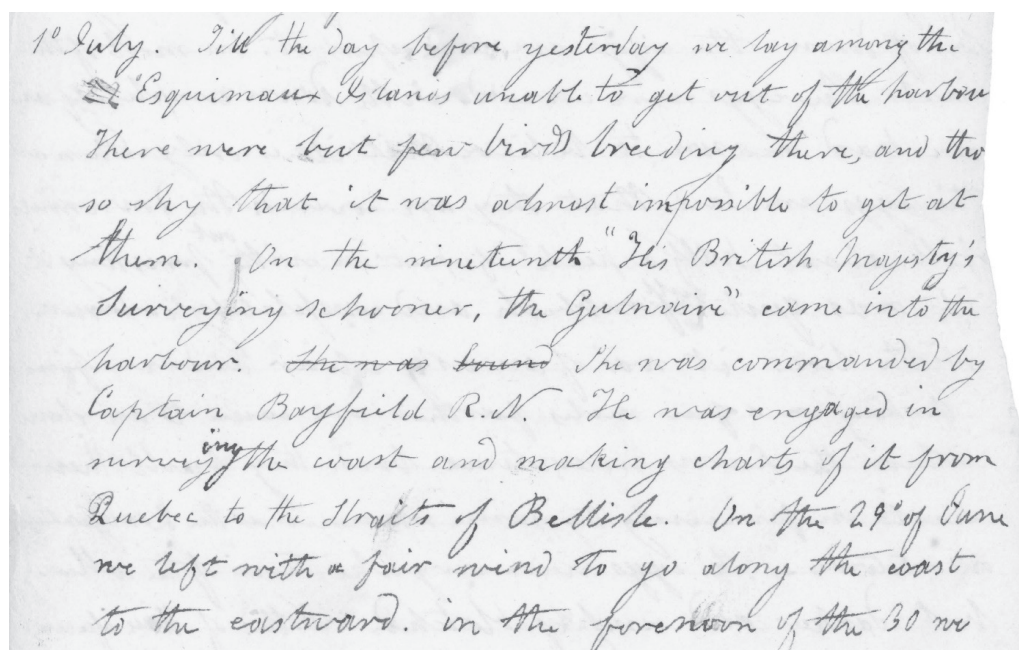 1º July. Till the day before yesterday we lay among the
"Esquimaux Islands unable to get out of the harbou
There were but few birds breeding there, and tho
so shy that it was almost impossible to get at
them. On the nineteenth "His British Majesty's
Surveying schooner, the Gulnaire" came into the
harbour. She was bound She was commanded by
Captain Bayfield R.N. He was engaged in
surveying the coast and making charts of it from
Quebec to the Straits of Bellisle. On the 29º of June
we left with a fair wind to go along the coast
to the eastward. in the forenoon of the 30 we